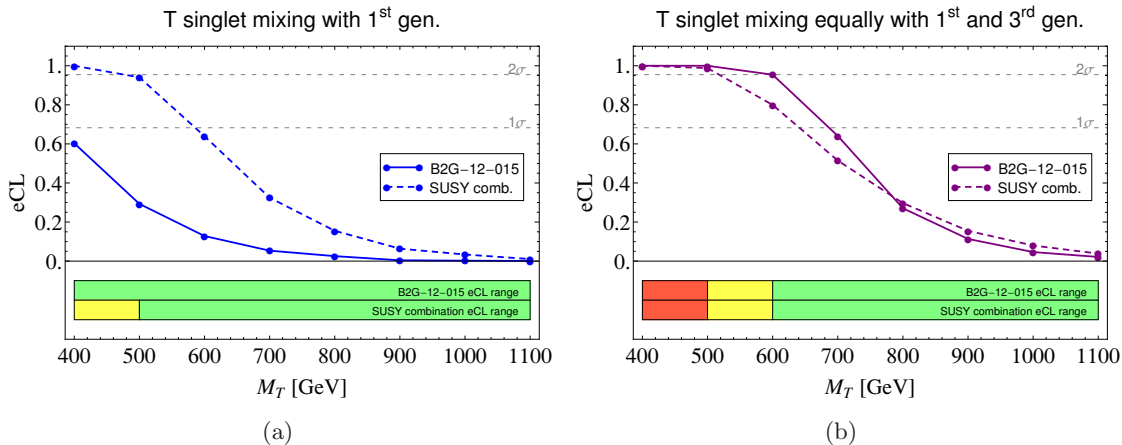 T singlet mixing with 1st gen.
1.
0.8
0.6
0.4
0.2
0.
eCL
2σ
1σ
B2G−12−015
SUSY comb.
B2G−12−015 eCL range
SUSY combination eCL range
400 500 600 700 800 900 1000 1100
M_T [GeV]
(a)
T singlet mixing equally with 1st and 3rd gen.
1.
0.8
0.6
0.4
0.2
0.
eCL
2σ
1σ
B2G−12−015
SUSY comb.
B2G−12−015 eCL range
SUSY combination eCL range
400 500 600 700 800 900 1000 1100
M_T [GeV]
(b)